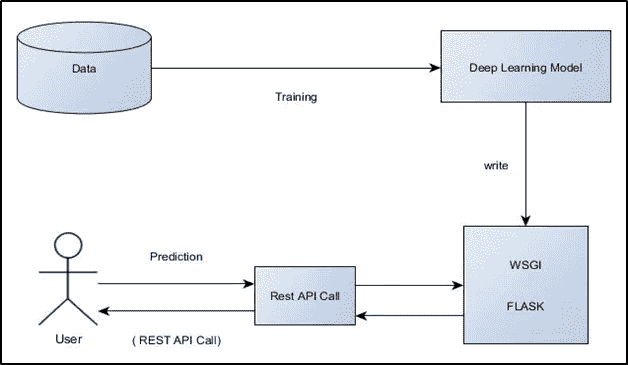 Data
Deep Learning Model
Training
write
Prediction
WSGI
Rest API Call
FLASK
User
( REST API Call)